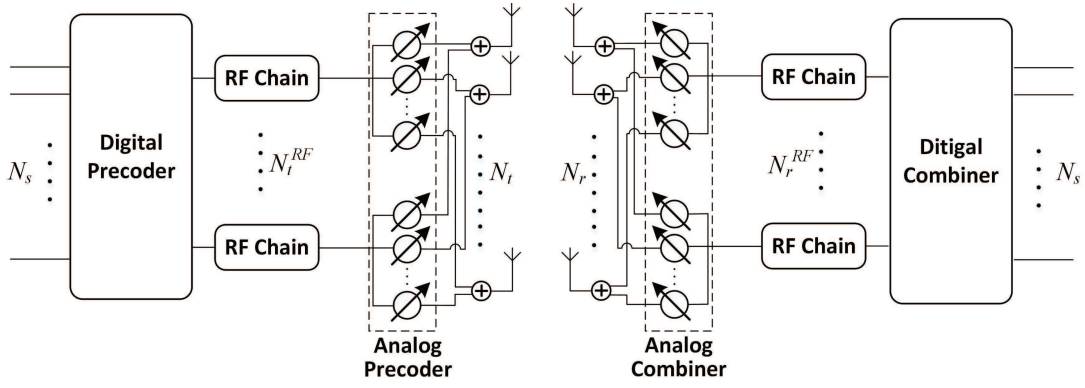 RF Chain
RF Chain
Digital
Precoder
Ditigal
Combiner
N_s
N_t^{RF}
N_t
N_r
N_r^{RF}
N_s
RF Chain
RF Chain
Analog
Precoder
Analog
Combiner